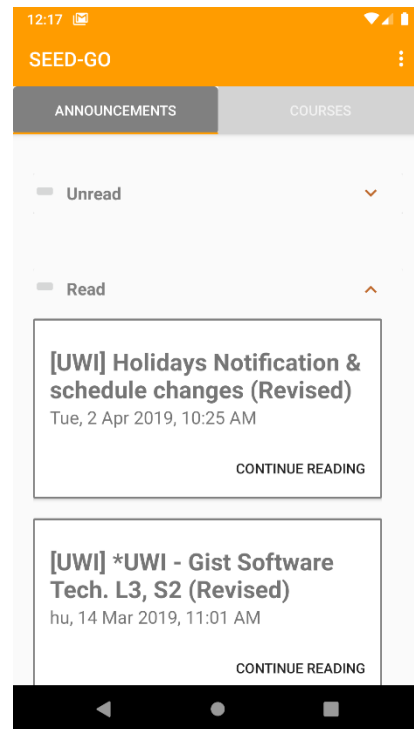 12:17
SEED-GO
ANNOUNCEMENTS
COURSES
Unread
Read
[UWI] Holidays Notification &
schedule changes (Revised)
Tue, 2 Apr 2019, 10:25 AM
CONTINUE READING
[UWI] *UWI - Gist Software
Tech. L3, S2 (Revised)
hu, 14 Mar 2019, 11:01 AM
CONTINUE READING